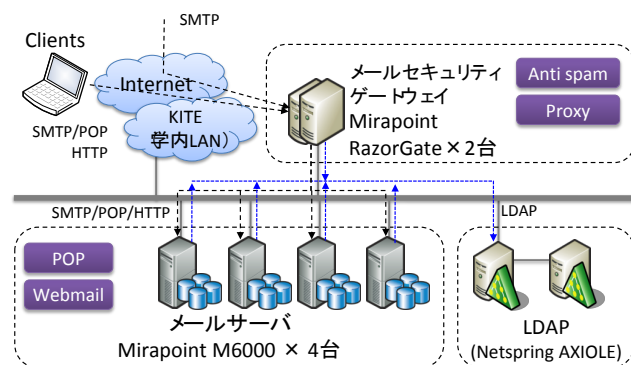 SMTP
Clients
Internet
KITE
学内LAN)
SMTP/POP
HTTP
メールセキュリティ
ゲートウェイ
Mirapoint
RazorGate×2台
Anti spam
Proxy
SMTP/POP/HTTP
LDAP
POP
Webmail
メールサーバ
Mirapoint M6000 × 4台
LDAP
(Netspring AXIOLE)